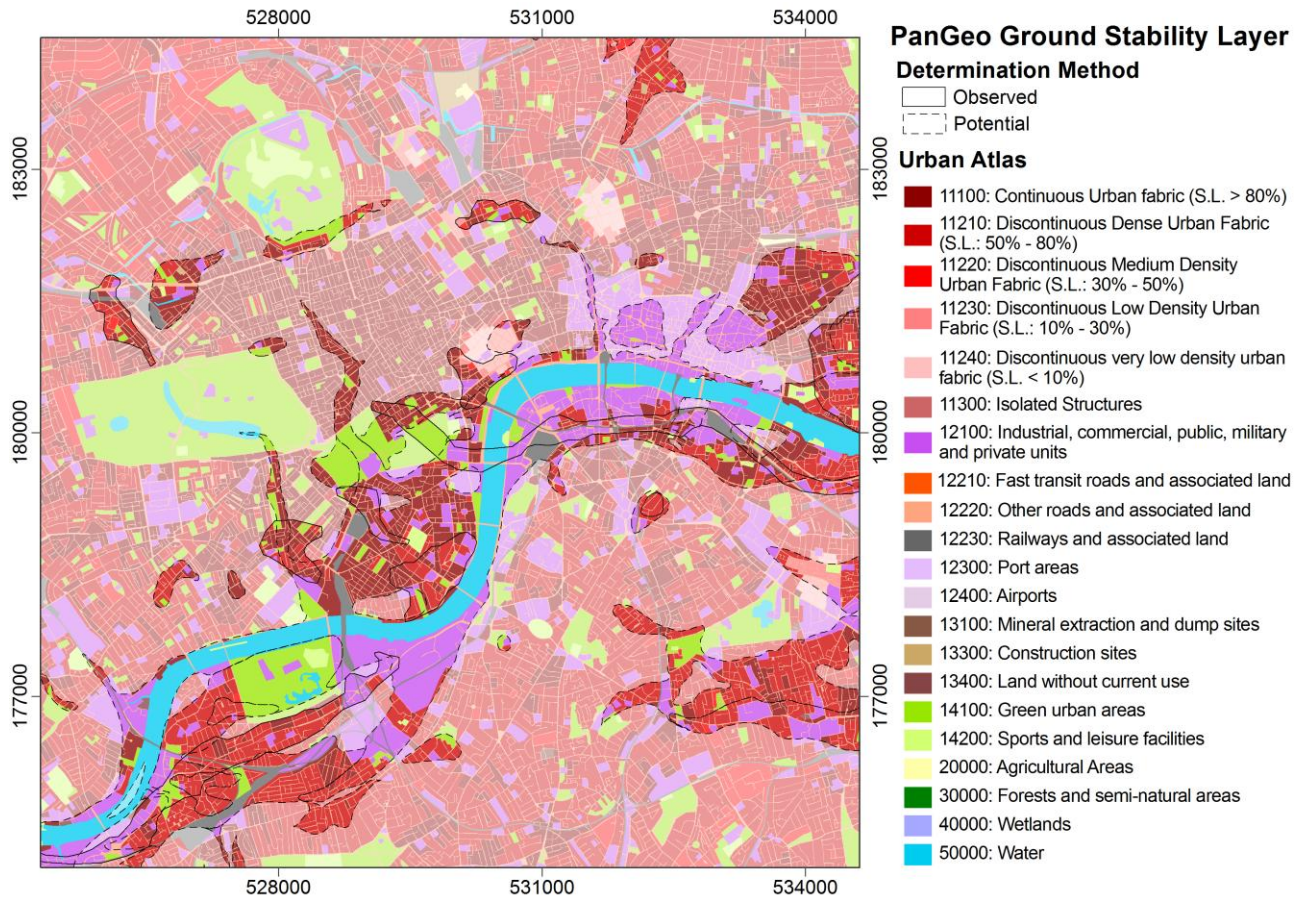 528000 531000 534000
183000 183000
180000 180000
177000 177000
528000 531000 534000
PanGeo Ground Stability Layer
Determination Method
Observed
Potential
Urban Atlas
11100: Continuous Urban fabric (S.L. > 80%)
11210: Discontinuous Dense Urban Fabric
(S.L.: 50% - 80%)
11220: Discontinuous Medium Density
Urban Fabric (S.L.: 30% - 50%)
11230: Discontinuous Low Density Urban
Fabric (S.L.: 10% - 30%)
11240: Discontinuous very low density urban
fabric (S.L. < 10%)
11300: Isolated Structures
12100: Industrial, commercial, public, military
and private units
12210: Fast transit roads and associated land
12220: Other roads and associated land
12230: Railways and associated land
12300: Port areas
12400: Airports
13100: Mineral extraction and dump sites
13300: Construction sites
13400: Land without current use
14100: Green urban areas
14200: Sports and leisure facilities
20000: Agricultural Areas
30000: Forests and semi-natural areas
40000: Wetlands
50000: Water